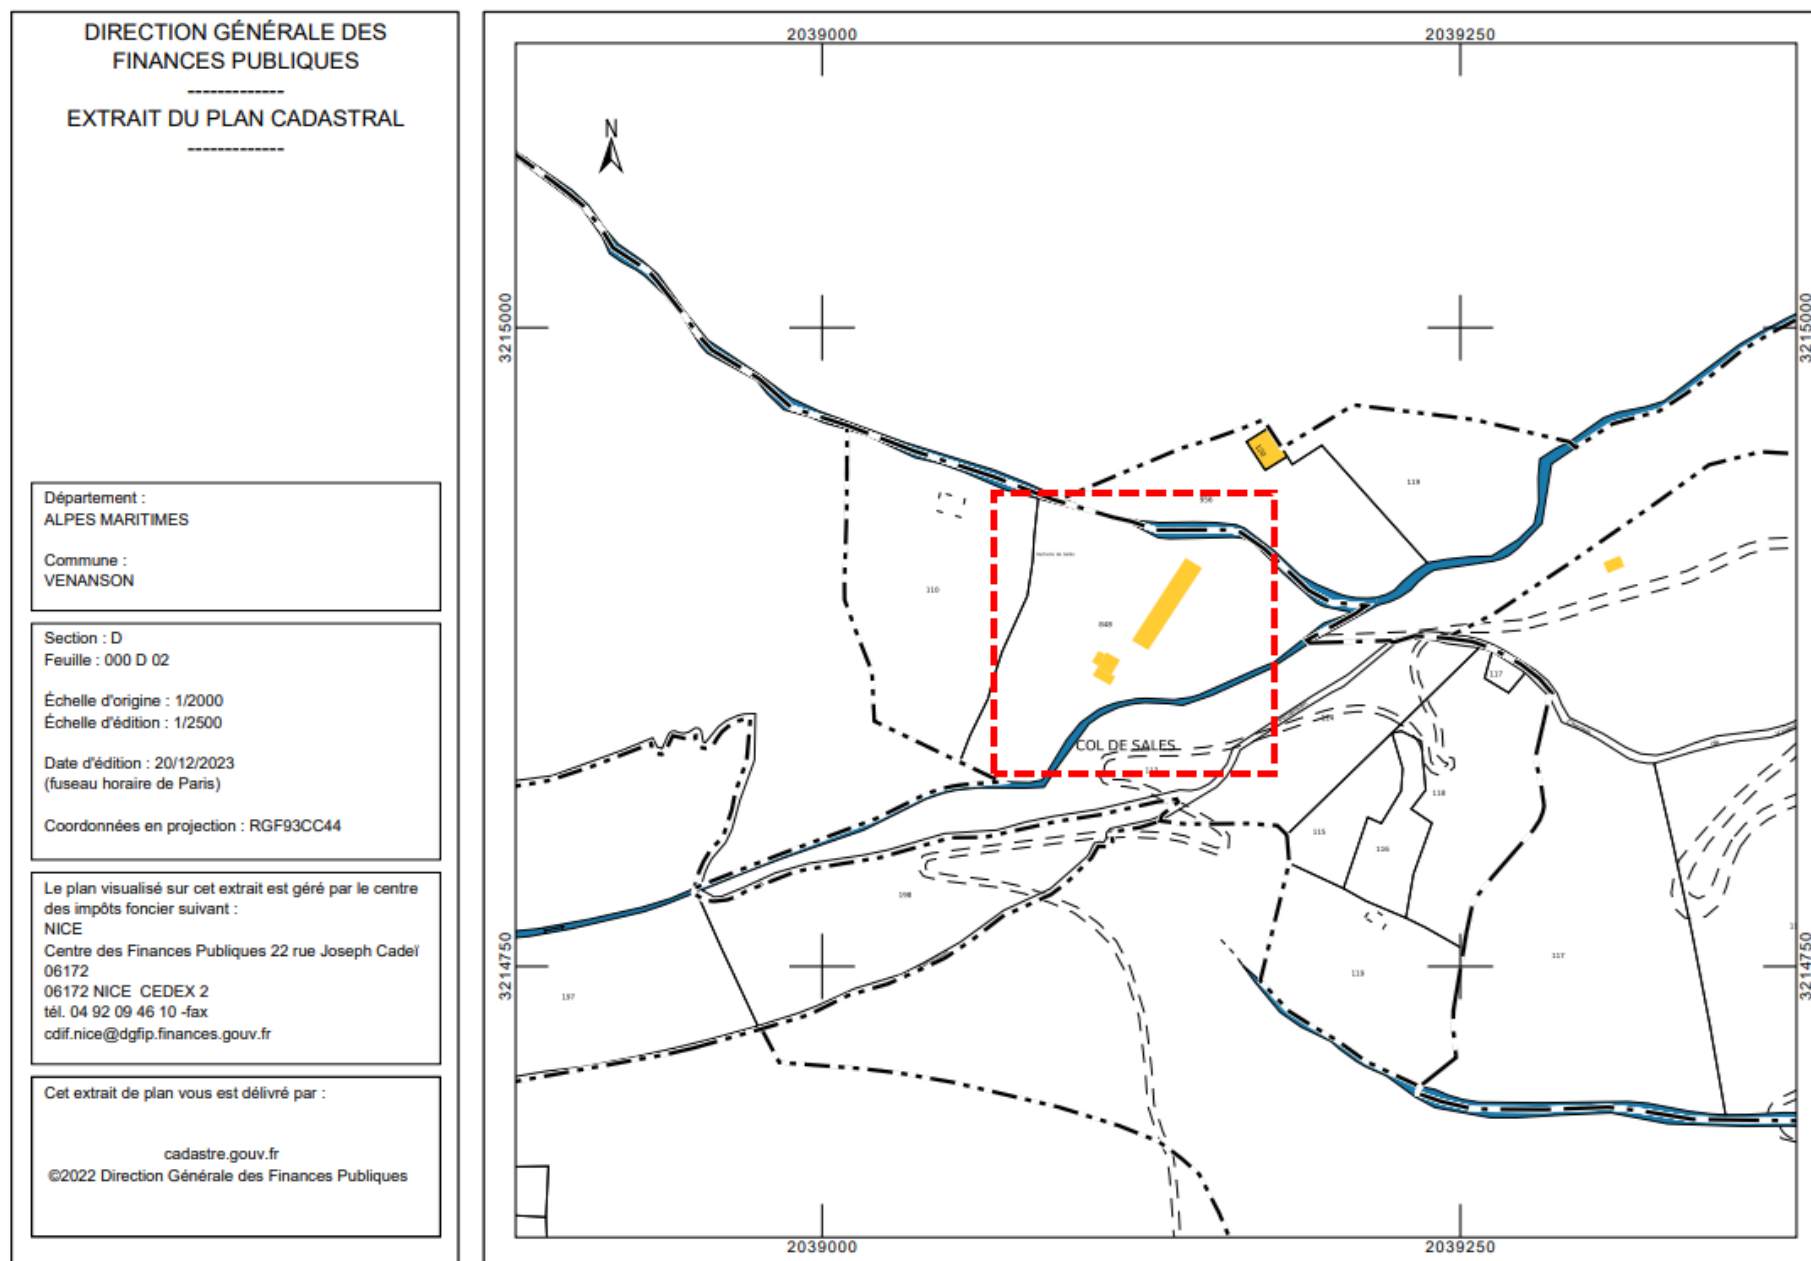 DIRECTION GÉNÉRALE DES
FINANCES PUBLIQUES
-------------
EXTRAIT DU PLAN CADASTRAL
-------------
Département :
ALPES MARITIMES
Commune :
VENANSON
Section : D
Feuille : 000 D 02
Échelle d'origine : 1/2000
Échelle d'édition : 1/2500
Date d'édition : 20/12/2023
(fuseau horaire de Paris)
Coordonnées en projection : RGF93CC44
Le plan visualisé sur cet extrait est géré par le centre
des impôts foncier suivant :
NICE
Centre des Finances Publiques 22 rue Joseph Cadeï
06172
06172 NICE CEDEX 2
tél. 04 92 09 46 10 -fax
cdif.nice@dgfip.finances.gouv.fr
Cet extrait de plan vous est délivré par :
cadastre.gouv.fr
©2022 Direction Générale des Finances Publiques
2039000
2039250
N
3215000
3215000
120
119
956
110
848
117
COL DE SALES
118
115
116
198
3214750
3214750
197
119
117
2039000
2039250